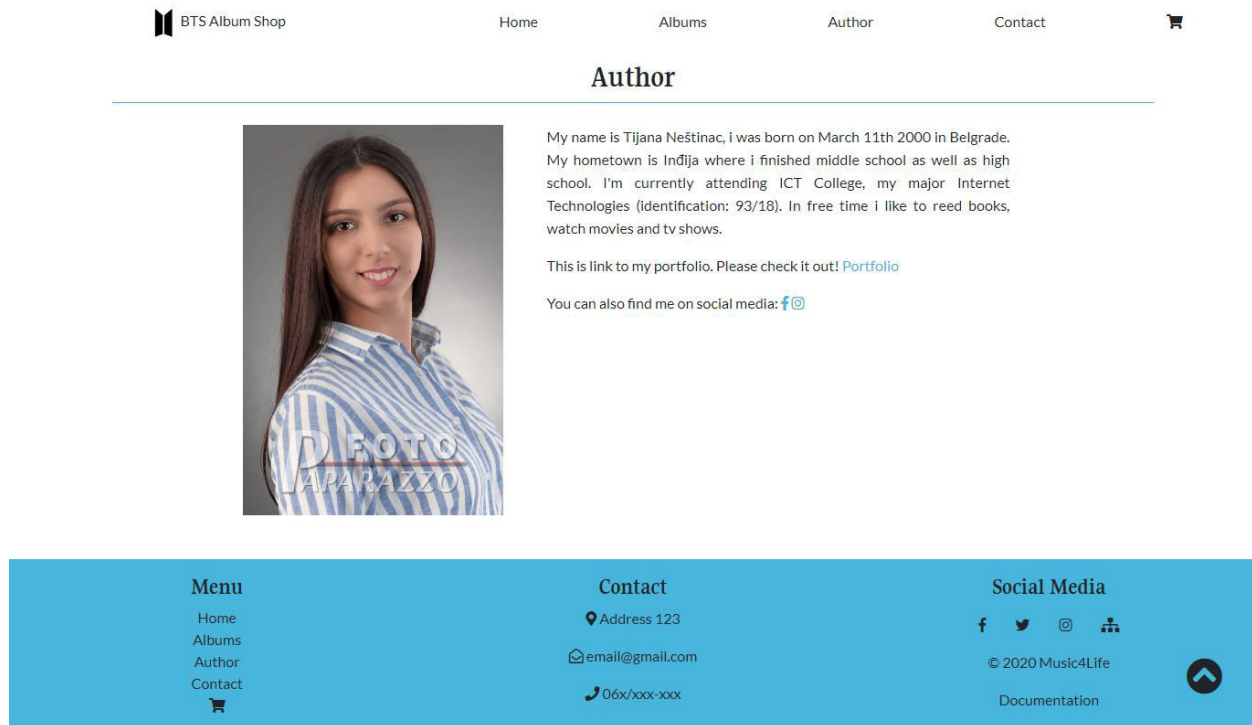 BTS Album Shop
Home
Albums
Author
Contact
Author
My name is Tijana Neštinac, i was born on March 11th 2000 in Belgrade.
My hometown is Inđija where i finished middle school as well as high
school. I'm currently attending ICT College, my major Internet
Technologies (identification: 93/18). In free time i like to reed books,
watch movies and tv shows.
This is link to my portfolio. Please check it out! Portfolio
You can also find me on social media:
FOTO
PAPARAZZO
Menu
Home
Albums
Author
Contact
Contact
Address 123
email@gmail.com
06x/xxx-xxx
Social Media
© 2020 Music4Life
Documentation